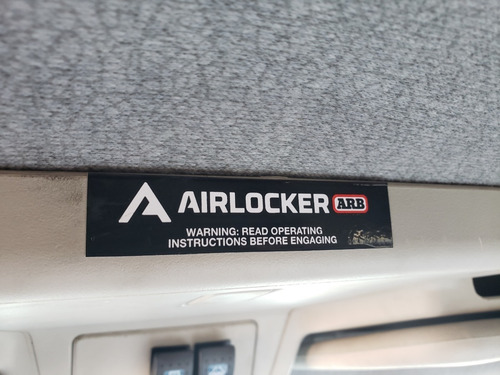 AIRLOCKER ARB
WARNING: READ OPERATING
INSTRUCTIONS BEFORE ENGAGING